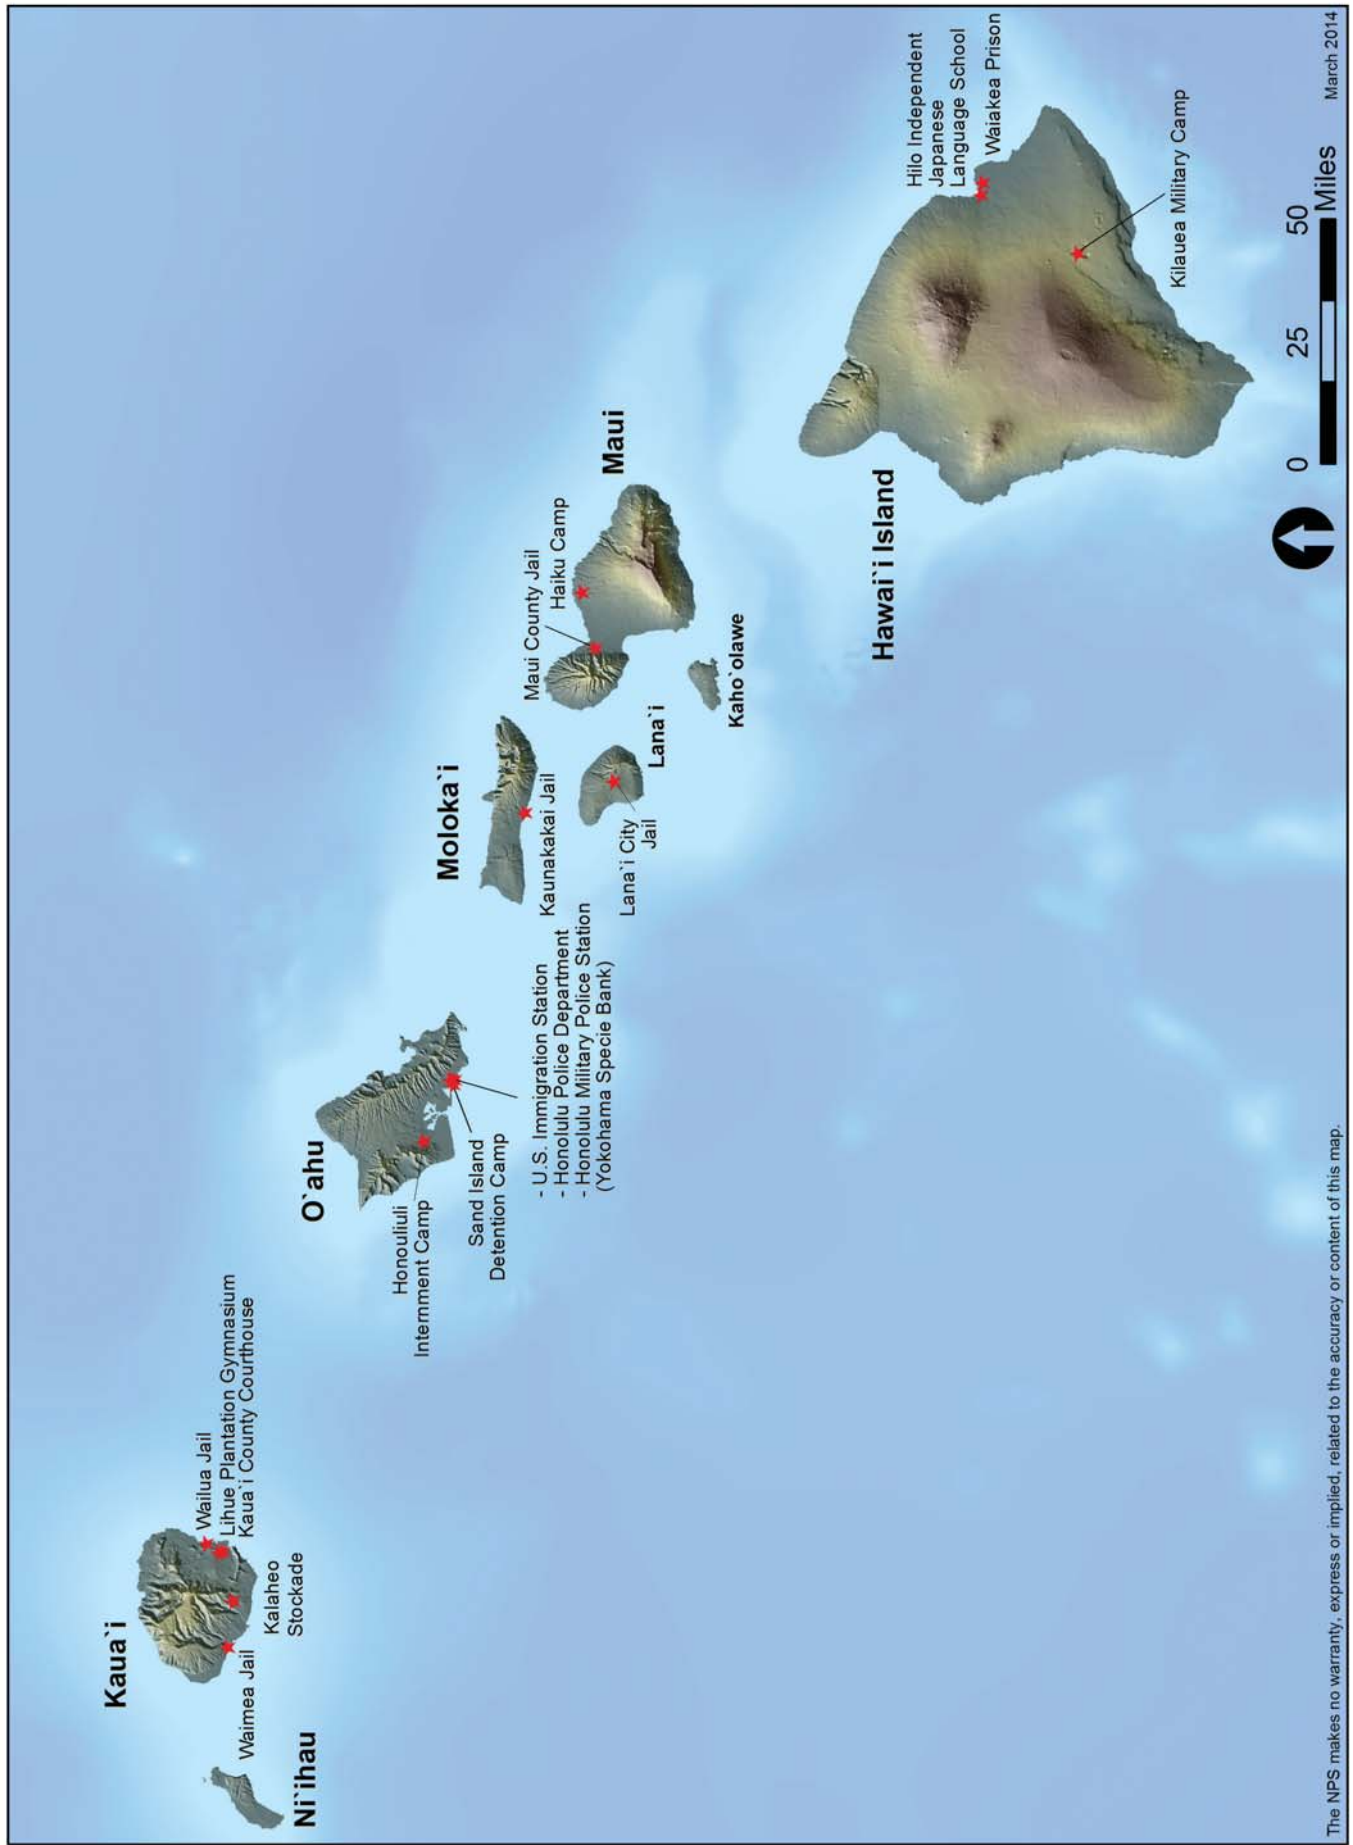 Kaua`i
Wailua Jail
Lihue Plantation Gymnasium
Kaua`i County Courthouse
Kalaheo
Stockade
Waimea Jail
Ni`ihau
O`ahu
Honouliuli
Internment Camp
Sand Island
Detention Camp
- U.S. Immigration Station
- Honolulu Police Department
- Honolulu Military Police Station
(Yokohama Specie Bank)
Moloka`i
Kaunakakai Jail
Lana`i City
Jail
Lana`i
Maui County Jail
Haiku Camp
Maui
Kaho`olawe
Hawai`i Island
Hilo Independent
Japanese
Language School
Waiakea Prison
Kilauea Military Camp
0 25 50
Miles
The NPS makes no warranty, express or implied, related to the accuracy or content of this map.
March 2014